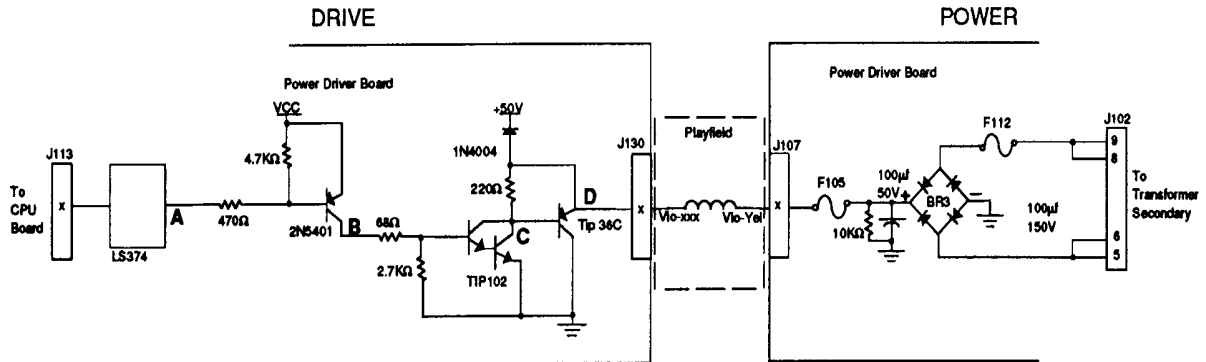 DRIVE
POWER
Power Driver Board
Power Driver Board
VCC
+50V
J113
4.7KΩ
1N4004
J130
Playfield
J107
F112
J102
9
8
To
CPU
Board
x
A
470Ω
220Ω
D
x
Vio-xxx
Vio-Yel
x
F105
100µf
50V
+
BR3
−
To
Transformer
Secondary
LS374
2N5401
B
68Ω
C
Tip 36C
10KΩ
100µf
150V
6
5
2.7KΩ
TIP102